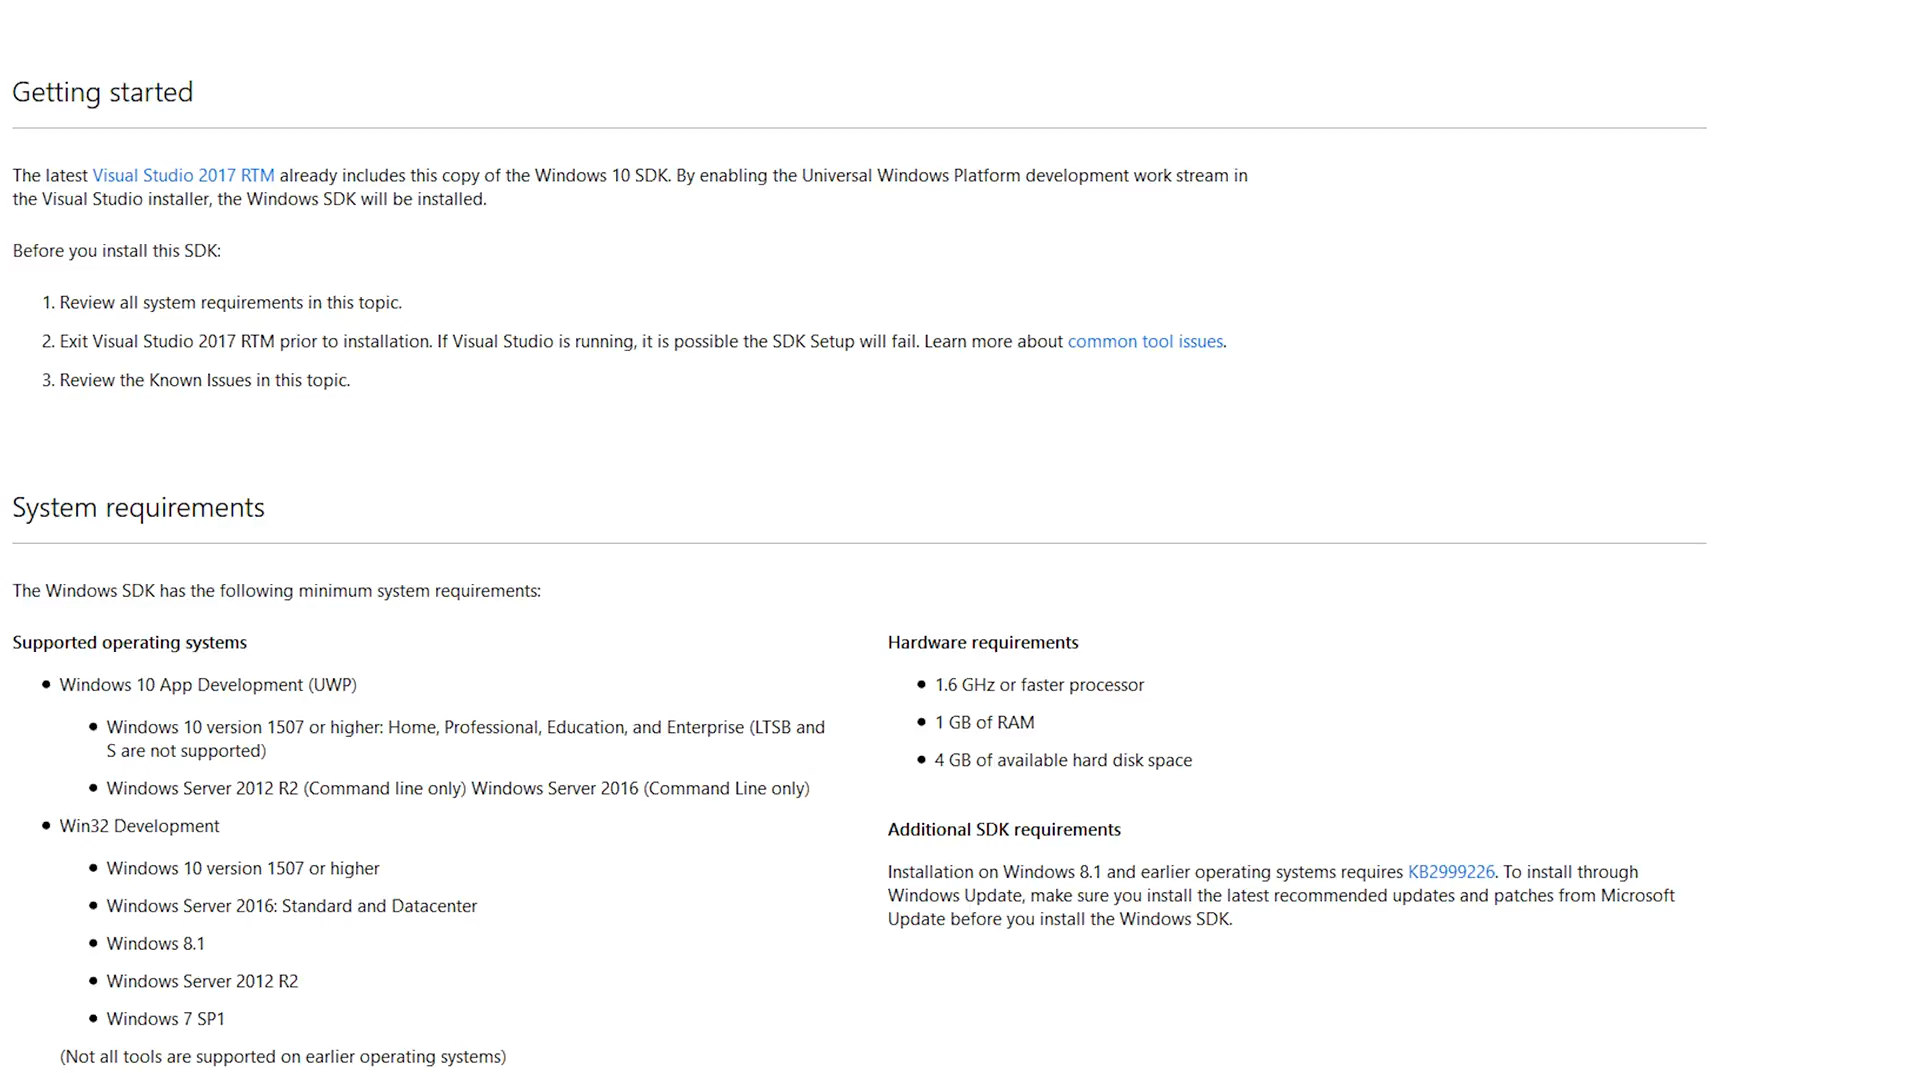 Getting started
The latest Visual Studio 2017 RTM already includes this copy of the Windows 10 SDK. By enabling the Universal Windows Platform development work stream in
the Visual Studio installer, the Windows SDK will be installed.
Before you install this SDK:
1. Review all system requirements in this topic.
2. Exit Visual Studio 2017 RTM prior to installation. If Visual Studio is running, it is possible the SDK Setup will fail. Learn more about common tool issues.
3. Review the Known Issues in this topic.
System requirements
The Windows SDK has the following minimum system requirements:
Supported operating systems
• Windows 10 App Development (UWP)
• Windows 10 version 1507 or higher: Home, Professional, Education, and Enterprise (LTSB and
S are not supported)
• Windows Server 2012 R2 (Command line only) Windows Server 2016 (Command Line only)
• Win32 Development
• Windows 10 version 1507 or higher
• Windows Server 2016: Standard and Datacenter
• Windows 8.1
• Windows Server 2012 R2
• Windows 7 SP1
(Not all tools are supported on earlier operating systems)
Hardware requirements
• 1.6 GHz or faster processor
• 1 GB of RAM
• 4 GB of available hard disk space
Additional SDK requirements
Installation on Windows 8.1 and earlier operating systems requires KB2999226. To install through
Windows Update, make sure you install the latest recommended updates and patches from Microsoft
Update before you install the Windows SDK.